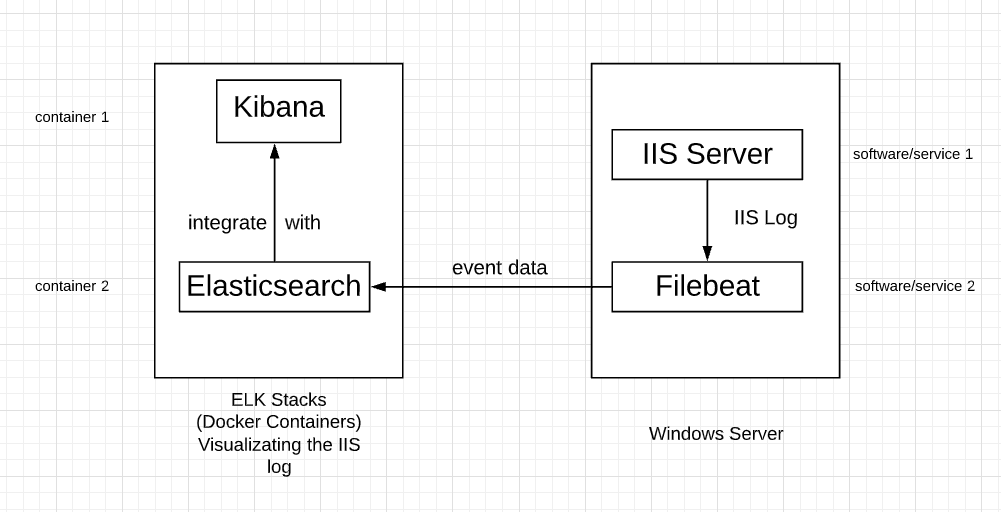 Kibana
container 1
IIS Server
software/service 1
integrate with
IIS Log
Elasticsearch
container 2
event data
Filebeat
software/service 2
ELK Stacks
(Docker Containers)
Visualizating the IIS
log
Windows Server